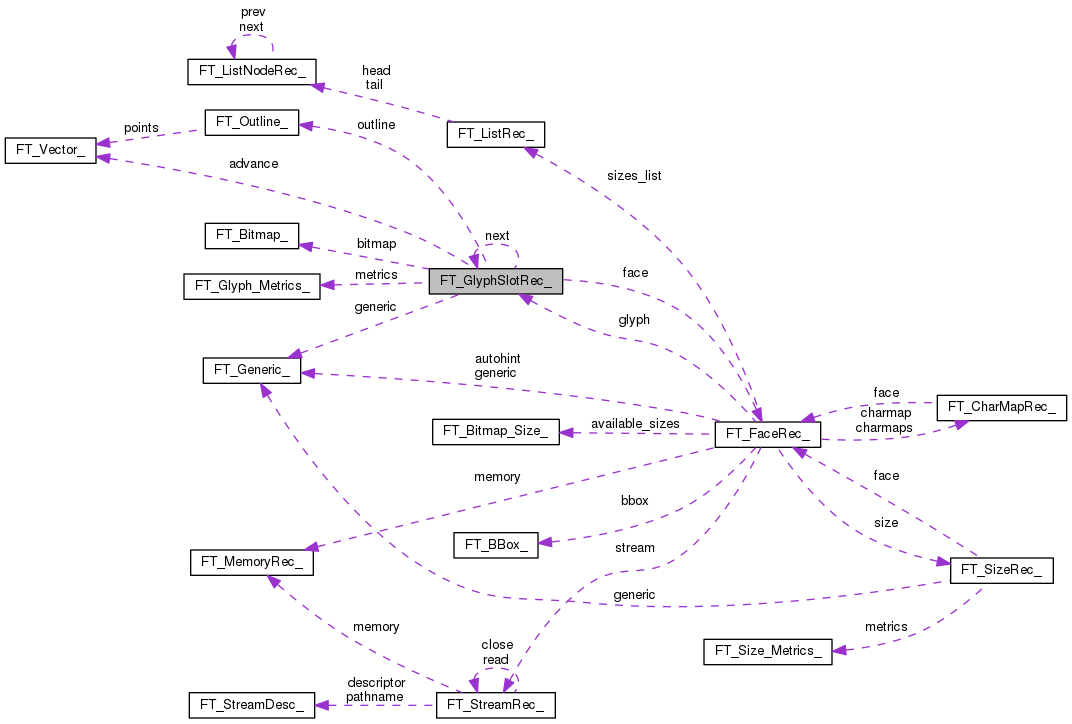 prev
next
FT_ListNodeRec_
head
tail
FT_Outline_
outline
points
FT_ListRec_
FT_Vector_
advance
sizes_list
FT_Bitmap_
bitmap
next
FT_GlyphSlotRec_
face
metrics
FT_Glyph_Metrics_
generic
glyph
autohint
generic
FT_Generic_
face
FT_CharMapRec_
charmap
charmaps
available_sizes
FT_Bitmap_Size_
FT_FaceRec_
memory
face
bbox
size
FT_BBox_
stream
FT_MemoryRec_
FT_SizeRec_
generic
memory
metrics
close
read
FT_Size_Metrics_
descriptor
pathname
FT_StreamDesc_
FT_StreamRec_